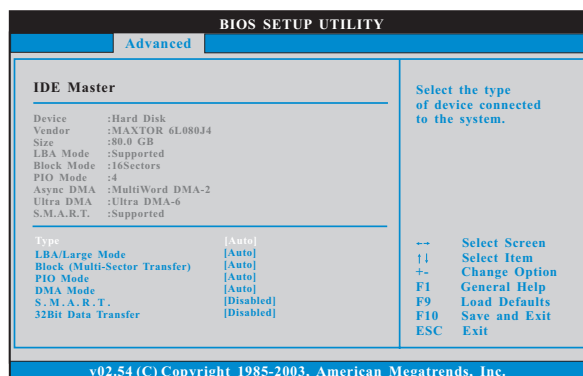 BIOS SETUP UTILITY
Advanced
IDE Master
Device :Hard Disk
Vendor :MAXTOR 6L080J4
Size :80.0 GB
LBA Mode :Supported
Block Mode :16Sectors
PIO Mode :4
Async DMA :MultiWord DMA-2
Ultra DMA :Ultra DMA-6
S.M.A.R.T. :Supported
Type [Auto]
LBA/Large Mode [Auto]
Block (Multi-Sector Transfer) [Auto]
PIO Mode [Auto]
DMA Mode [Auto]
S.M.A.R.T. [Disabled]
32Bit Data Transfer [Disabled]
Select the type
of device connected
to the system.
←→ Select Screen
↑↓ Select Item
+- Change Option
F1 General Help
F9 Load Defaults
F10 Save and Exit
ESC Exit
v02.54 (C) Copyright 1985-2003, American Megatrends, Inc.